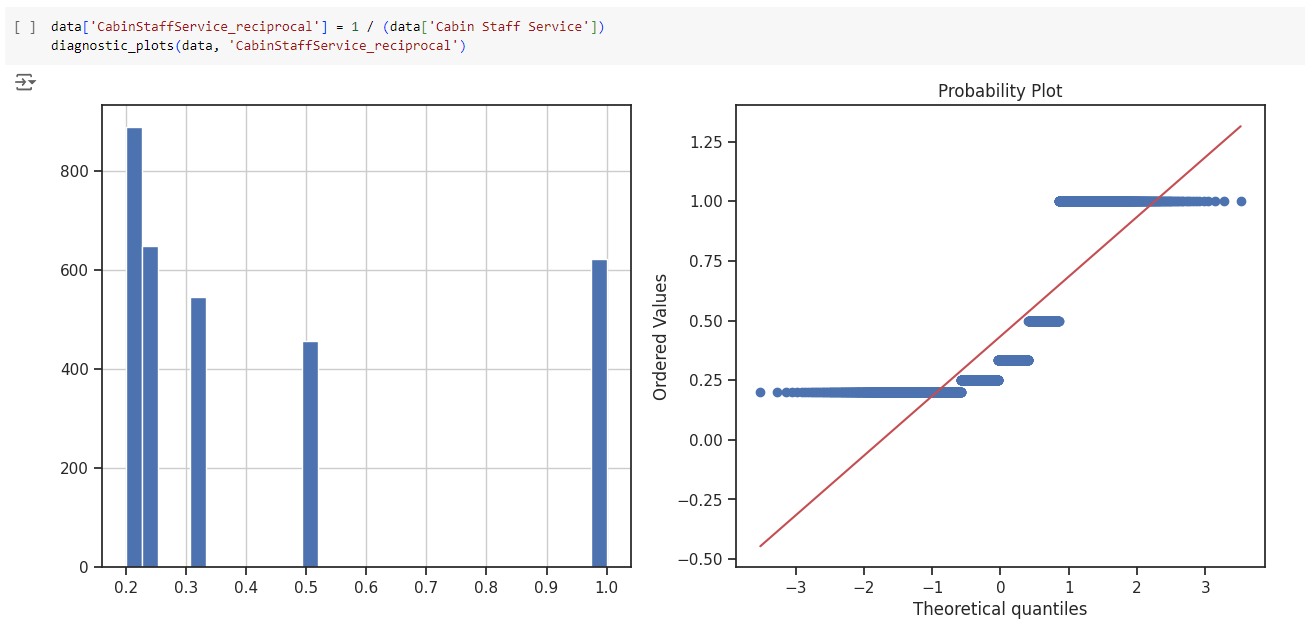 [ ] data['CabinStaffService_reciprocal'] = 1 / (data['Cabin Staff Service'])
diagnostic_plots(data, 'CabinStaffService_reciprocal')
800
600
400
200
0
0.2 0.3 0.4 0.5 0.6 0.7 0.8 0.9 1.0
Probability Plot
Ordered Values
1.25
1.00
0.75
0.50
0.25
0.00
−0.25
−0.50
−3 −2 −1 0 1 2 3
Theoretical quantiles